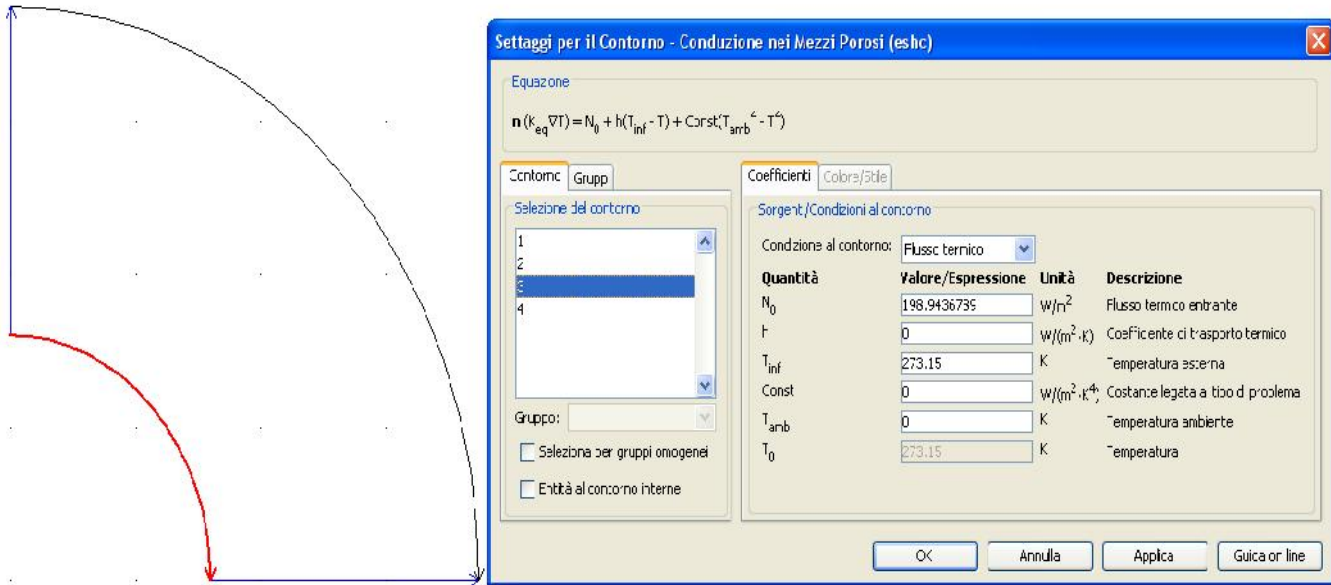 Settaggi per il Contorno - Conduzione nei Mezzi Porosi (eshc)
Equazione
n (K_eq ∇T) = N_0 + h(T_inf - T) + Const(T_amb^4 - T^4)
Contorno Gruppi
Selezione del contorno
1
2
3
4
Gruppo:
Seleziona per gruppi omogenei
Entità al contorno interne
Coefficienti Colore/Stile
Sorgenti/Condizioni al contorno
Condizione al contorno: Flusso termico
Quantità Valore/Espressione Unità Descrizione
N_0 198.9436739 W/m^2 Flusso termico entrante
h 0 W/(m^2·K) Coefficiente di trasporto termico
T_inf 273.15 K Temperatura esterna
Const 0 W/(m^2·K^4) Costante legata al tipo di problema
T_amb 0 K Temperatura ambiente
T_0 273.15 K Temperatura
OK Annulla Applica Guida on line